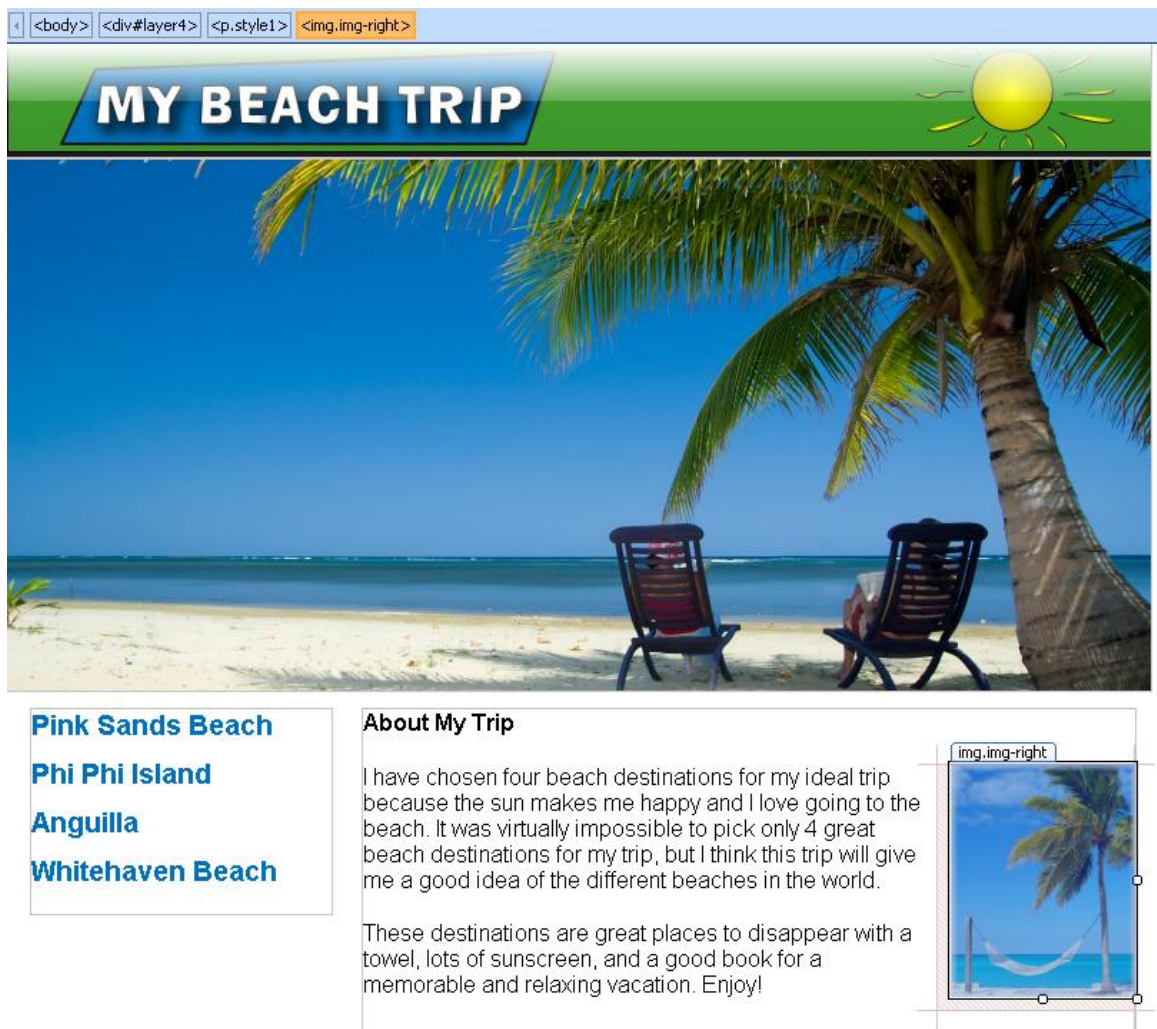 <body> <div#layer4> <p.style1> <img.img-right>
MY BEACH TRIP
Pink Sands Beach
Phi Phi Island
Anguilla
Whitehaven Beach
About My Trip
img.img-right
I have chosen four beach destinations for my ideal trip
because the sun makes me happy and I love going to the
beach. It was virtually impossible to pick only 4 great
beach destinations for my trip, but I think this trip will give
me a good idea of the different beaches in the world.
These destinations are great places to disappear with a
towel, lots of sunscreen, and a good book for a
memorable and relaxing vacation. Enjoy!